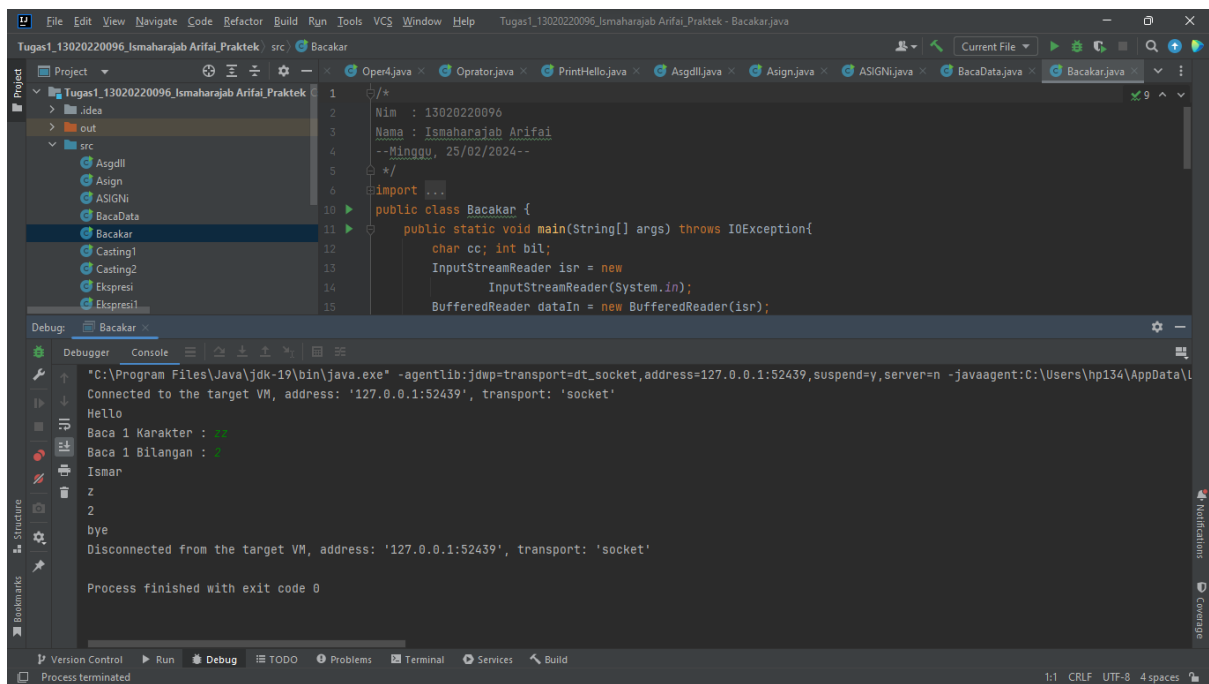 File Edit View Navigate Code Refactor Build Run Tools VCS Window Help Tugas1_13020220096_Ismaharajab Arifai_Praktek - Bacakar.java
Tugas1_13020220096_Ismaharajab Arifai_Praktek src Bacakar Current File
Project Oper4.java Oprator.java PrintHello.java Asgdll.java Asign.java ASIGNi.java BacaData.java Bacakar.java
Project
Tugas1_13020220096_Ismaharajab Arifai_Praktek
.idea
out
src
Asgdll
Asign
ASIGNi
BacaData
Bacakar
Casting1
Casting2
Ekspresi
Ekspresi1
9
1 /*
2 Nim : 13020220096
3 Nama : Ismaharajab Arifai
4 --Minggu, 25/02/2024--
5 */
6 import ...
10 public class Bacakar {
11 public static void main(String[] args) throws IOException{
12 char cc; int bil;
13 InputStreamReader isr = new
14 InputStreamReader(System.in);
15 BufferedReader dataIn = new BufferedReader(isr);
Debug: Bacakar
Debugger Console
"C:\Program Files\Java\jdk-19\bin\java.exe" -agentlib:jdwp=transport=dt_socket,address=127.0.0.1:52439,suspend=y,server=n -javaagent:C:\Users\hp134\AppData\L
Connected to the target VM, address: '127.0.0.1:52439', transport: 'socket'
Hello
Baca 1 Karakter : zz
Baca 1 Bilangan : 2
Ismar
z
2
bye
Disconnected from the target VM, address: '127.0.0.1:52439', transport: 'socket'
Process finished with exit code 0
Structure
Bookmarks
Notifications
Coverage
Version Control Run Debug TODO Problems Terminal Services Build
Process terminated 1:1 CRLF UTF-8 4 spaces